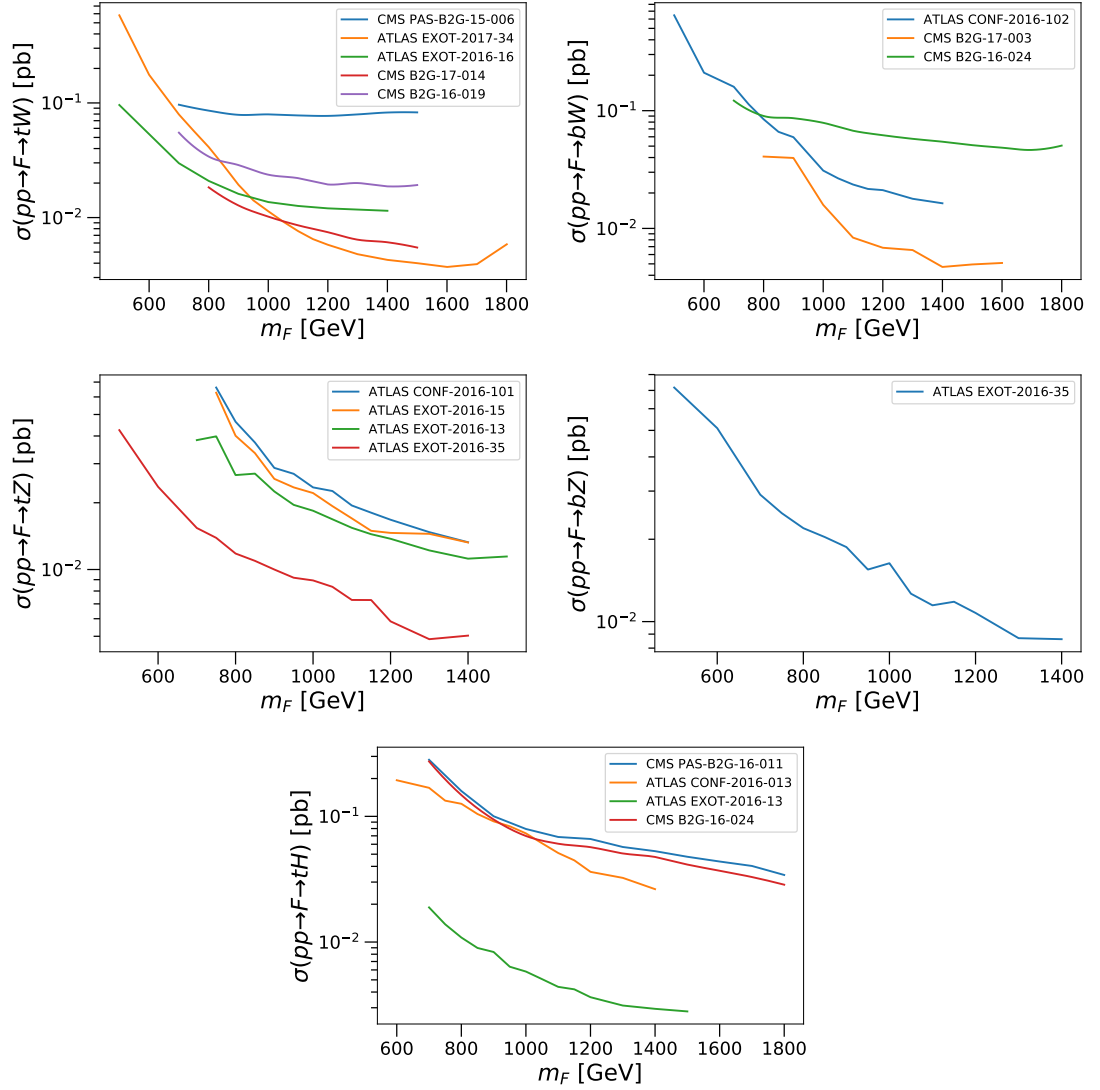 σ(pp→F→tW) [pb]
10⁻¹
10⁻²
CMS PAS-B2G-15-006
ATLAS EXOT-2017-34
ATLAS EXOT-2016-16
CMS B2G-17-014
CMS B2G-16-019
600 800 1000 1200 1400 1600 1800
m_F [GeV]
σ(pp→F→bW) [pb]
10⁻¹
10⁻²
ATLAS CONF-2016-102
CMS B2G-17-003
CMS B2G-16-024
600 800 1000 1200 1400 1600 1800
m_F [GeV]
σ(pp→F→tZ) [pb]
10⁻²
ATLAS CONF-2016-101
ATLAS EXOT-2016-15
ATLAS EXOT-2016-13
ATLAS EXOT-2016-35
600 800 1000 1200 1400
m_F [GeV]
σ(pp→F→bZ) [pb]
10⁻²
ATLAS EXOT-2016-35
600 800 1000 1200 1400
m_F [GeV]
σ(pp→F→tH) [pb]
10⁻¹
10⁻²
CMS PAS-B2G-16-011
ATLAS CONF-2016-013
ATLAS EXOT-2016-13
CMS B2G-16-024
600 800 1000 1200 1400 1600 1800
m_F [GeV]